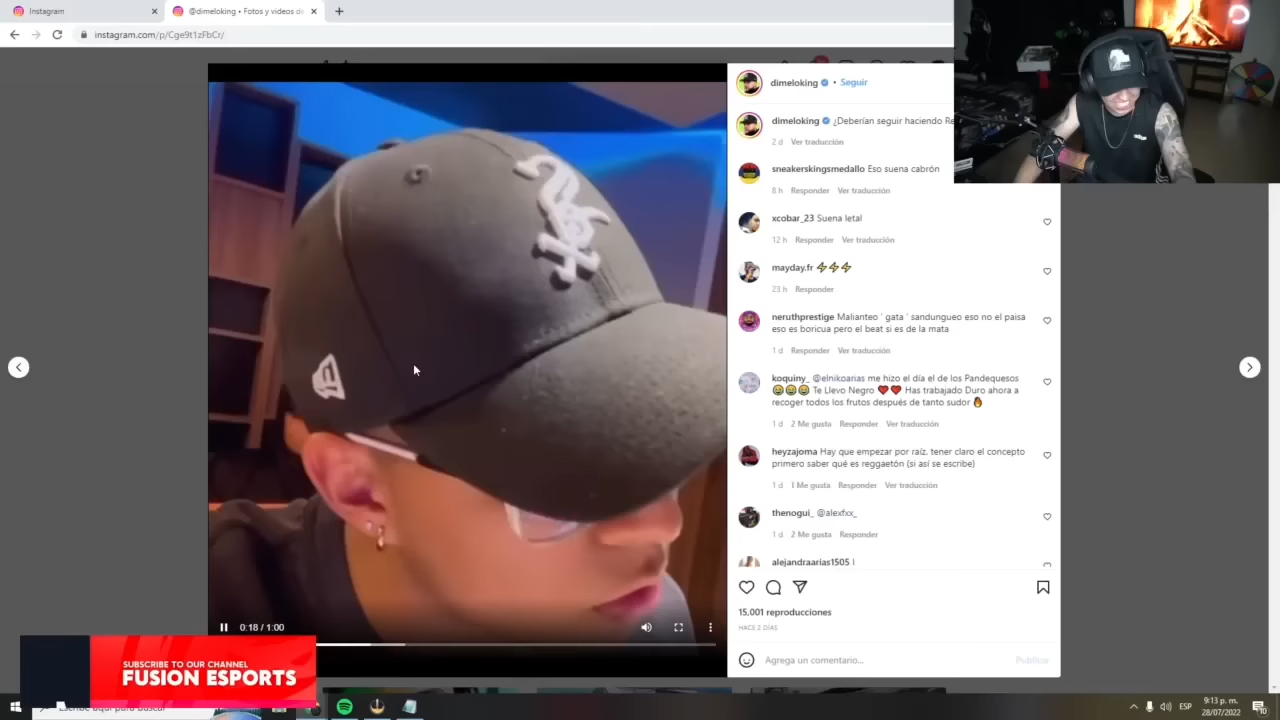 Instagram
@dimeloking • Fotos y videos de
instagram.com/p/Cge9t1zFbCr/
dimeloking • Seguir
dimeloking ¿Deberían seguir haciendo Re
2 d Ver traducción
sneakerskingsmedallo Eso suena cabrón
8 h Responder Ver traducción
xcobar_23 Suena letal
12 h Responder Ver traducción
mayday.fr ⚡⚡⚡
23 h Responder
neruthprestige Malianteo ' gata ' sandungueo eso no el paisa
eso es boricua pero el beat si es de la mata
1 d Responder Ver traducción
koquiny_ @elnikoarias me hizo el día el de los Pandequesos
😂😂😂 Te Llevo Negro ❤️❤️ Has trabajado Duro ahora a
recoger todos los frutos después de tanto sudor 🔥
1 d 2 Me gusta Responder Ver traducción
heyzajoma Hay que empezar por raíz, tener claro el concepto
primero saber qué es reggaetón (si así se escribe)
1 d 1 Me gusta Responder Ver traducción
thenogui_ @alexfxx_
1 d 2 Me gusta Responder
alejandraarias1505
15,001 reproducciones
HACE 2 DÍAS
Agrega un comentario...
Publicar
0:18 / 1:00
SUBSCRIBE TO OUR CHANNEL
FUSION ESPORTS
Escribe aquí para buscar
ESP
9:13 p. m.
28/07/2022